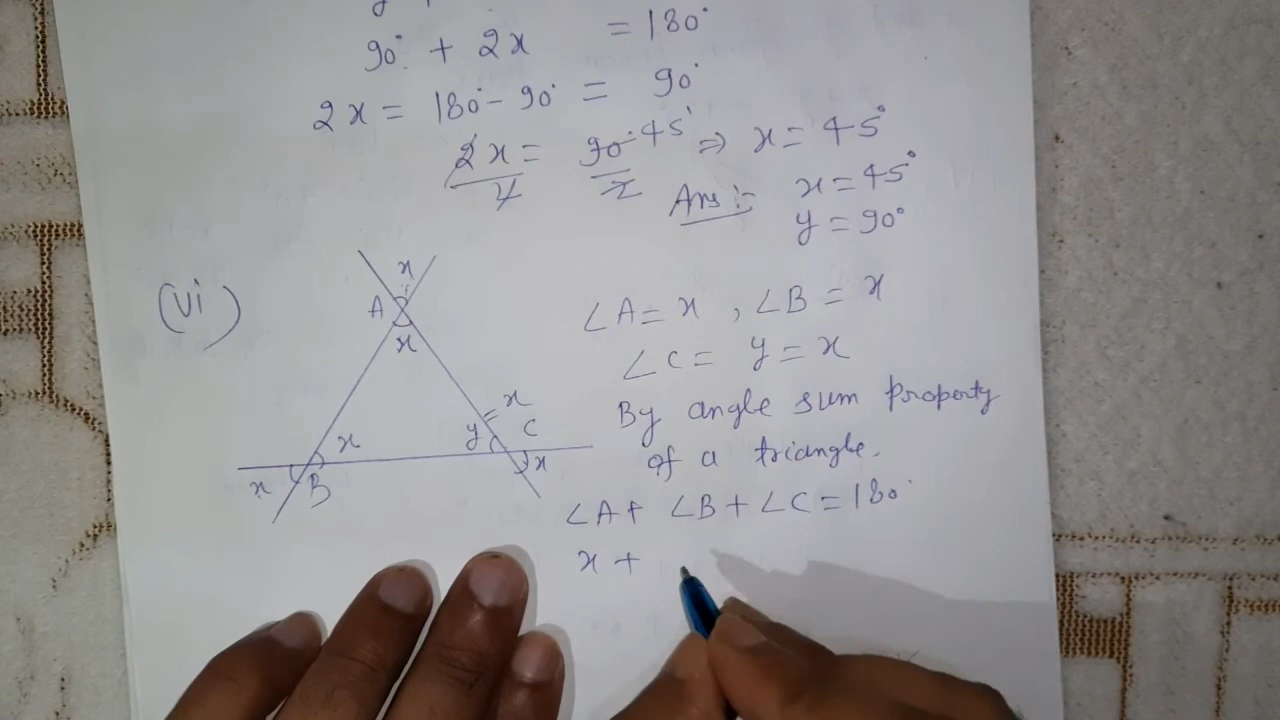 90° + 2x = 180°
2x = 180° - 90° = 90°
2x/2 = 90°/2 45° ⇒ x = 45°
Ans :- x = 45°
y = 90°
(vi)
x
A
x
x
y
C
x
x
x
B
∠A = x , ∠B = x
∠C = y = x
By angle sum property
of a triangle.
∠A + ∠B + ∠C = 180°
x +